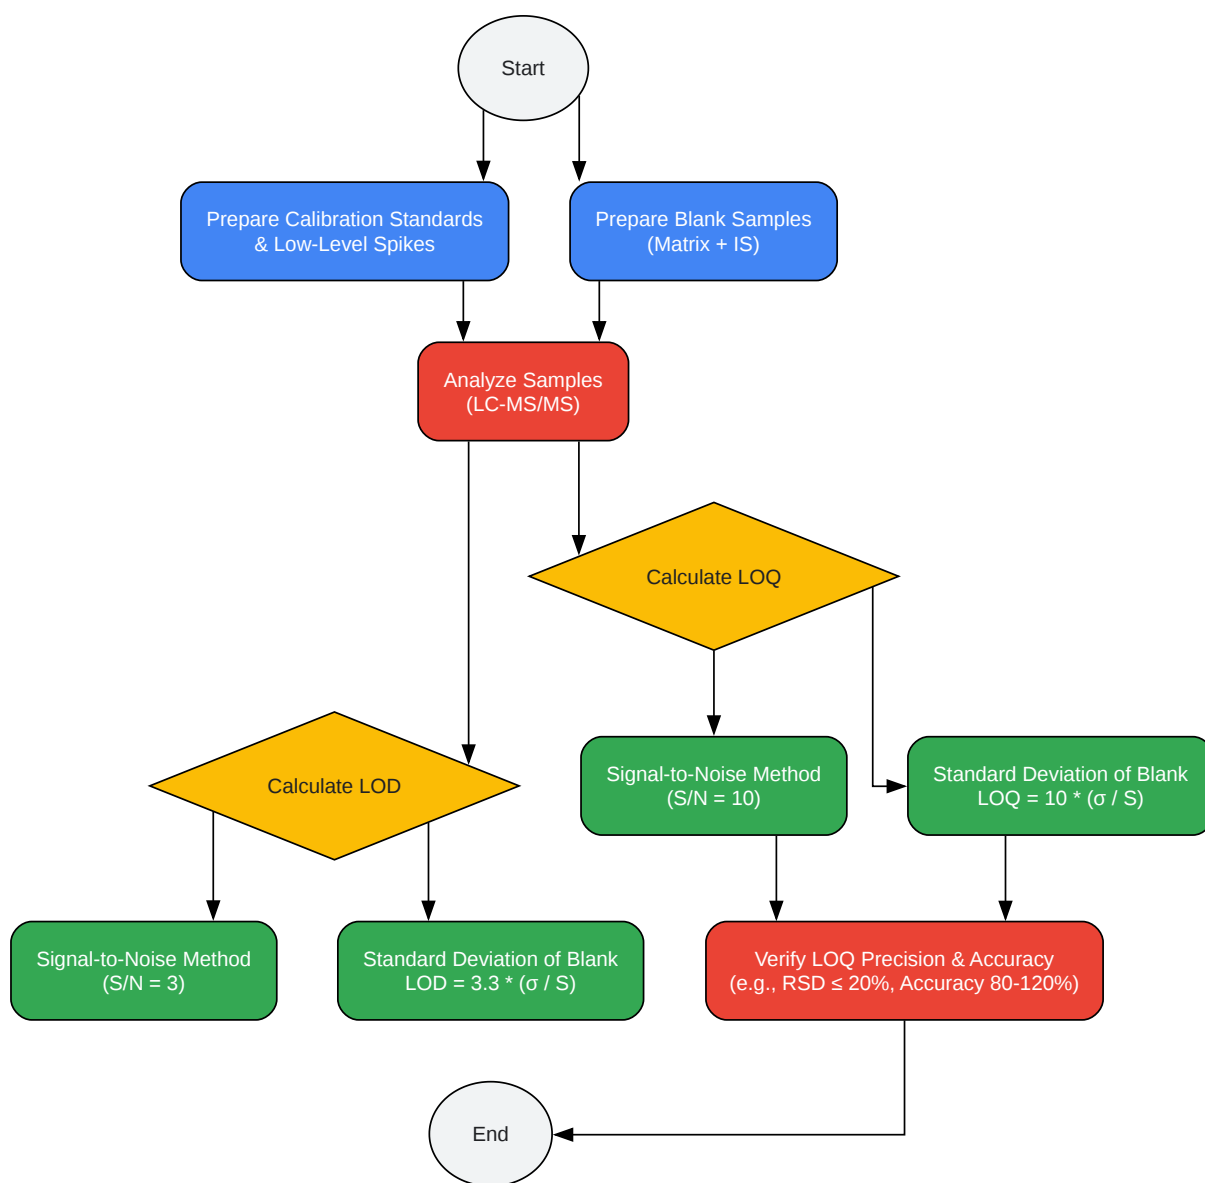 Start
Prepare Calibration Standards
& Low-Level Spikes
Prepare Blank Samples
(Matrix + IS)
Analyze Samples
(LC-MS/MS)
Calculate LOQ
Calculate LOD
Signal-to-Noise Method
(S/N = 10)
Standard Deviation of Blank
LOQ = 10 * (σ / S)
Signal-to-Noise Method
(S/N = 3)
Standard Deviation of Blank
LOD = 3.3 * (σ / S)
Verify LOQ Precision & Accuracy
(e.g., RSD ≤ 20%, Accuracy 80-120%)
End